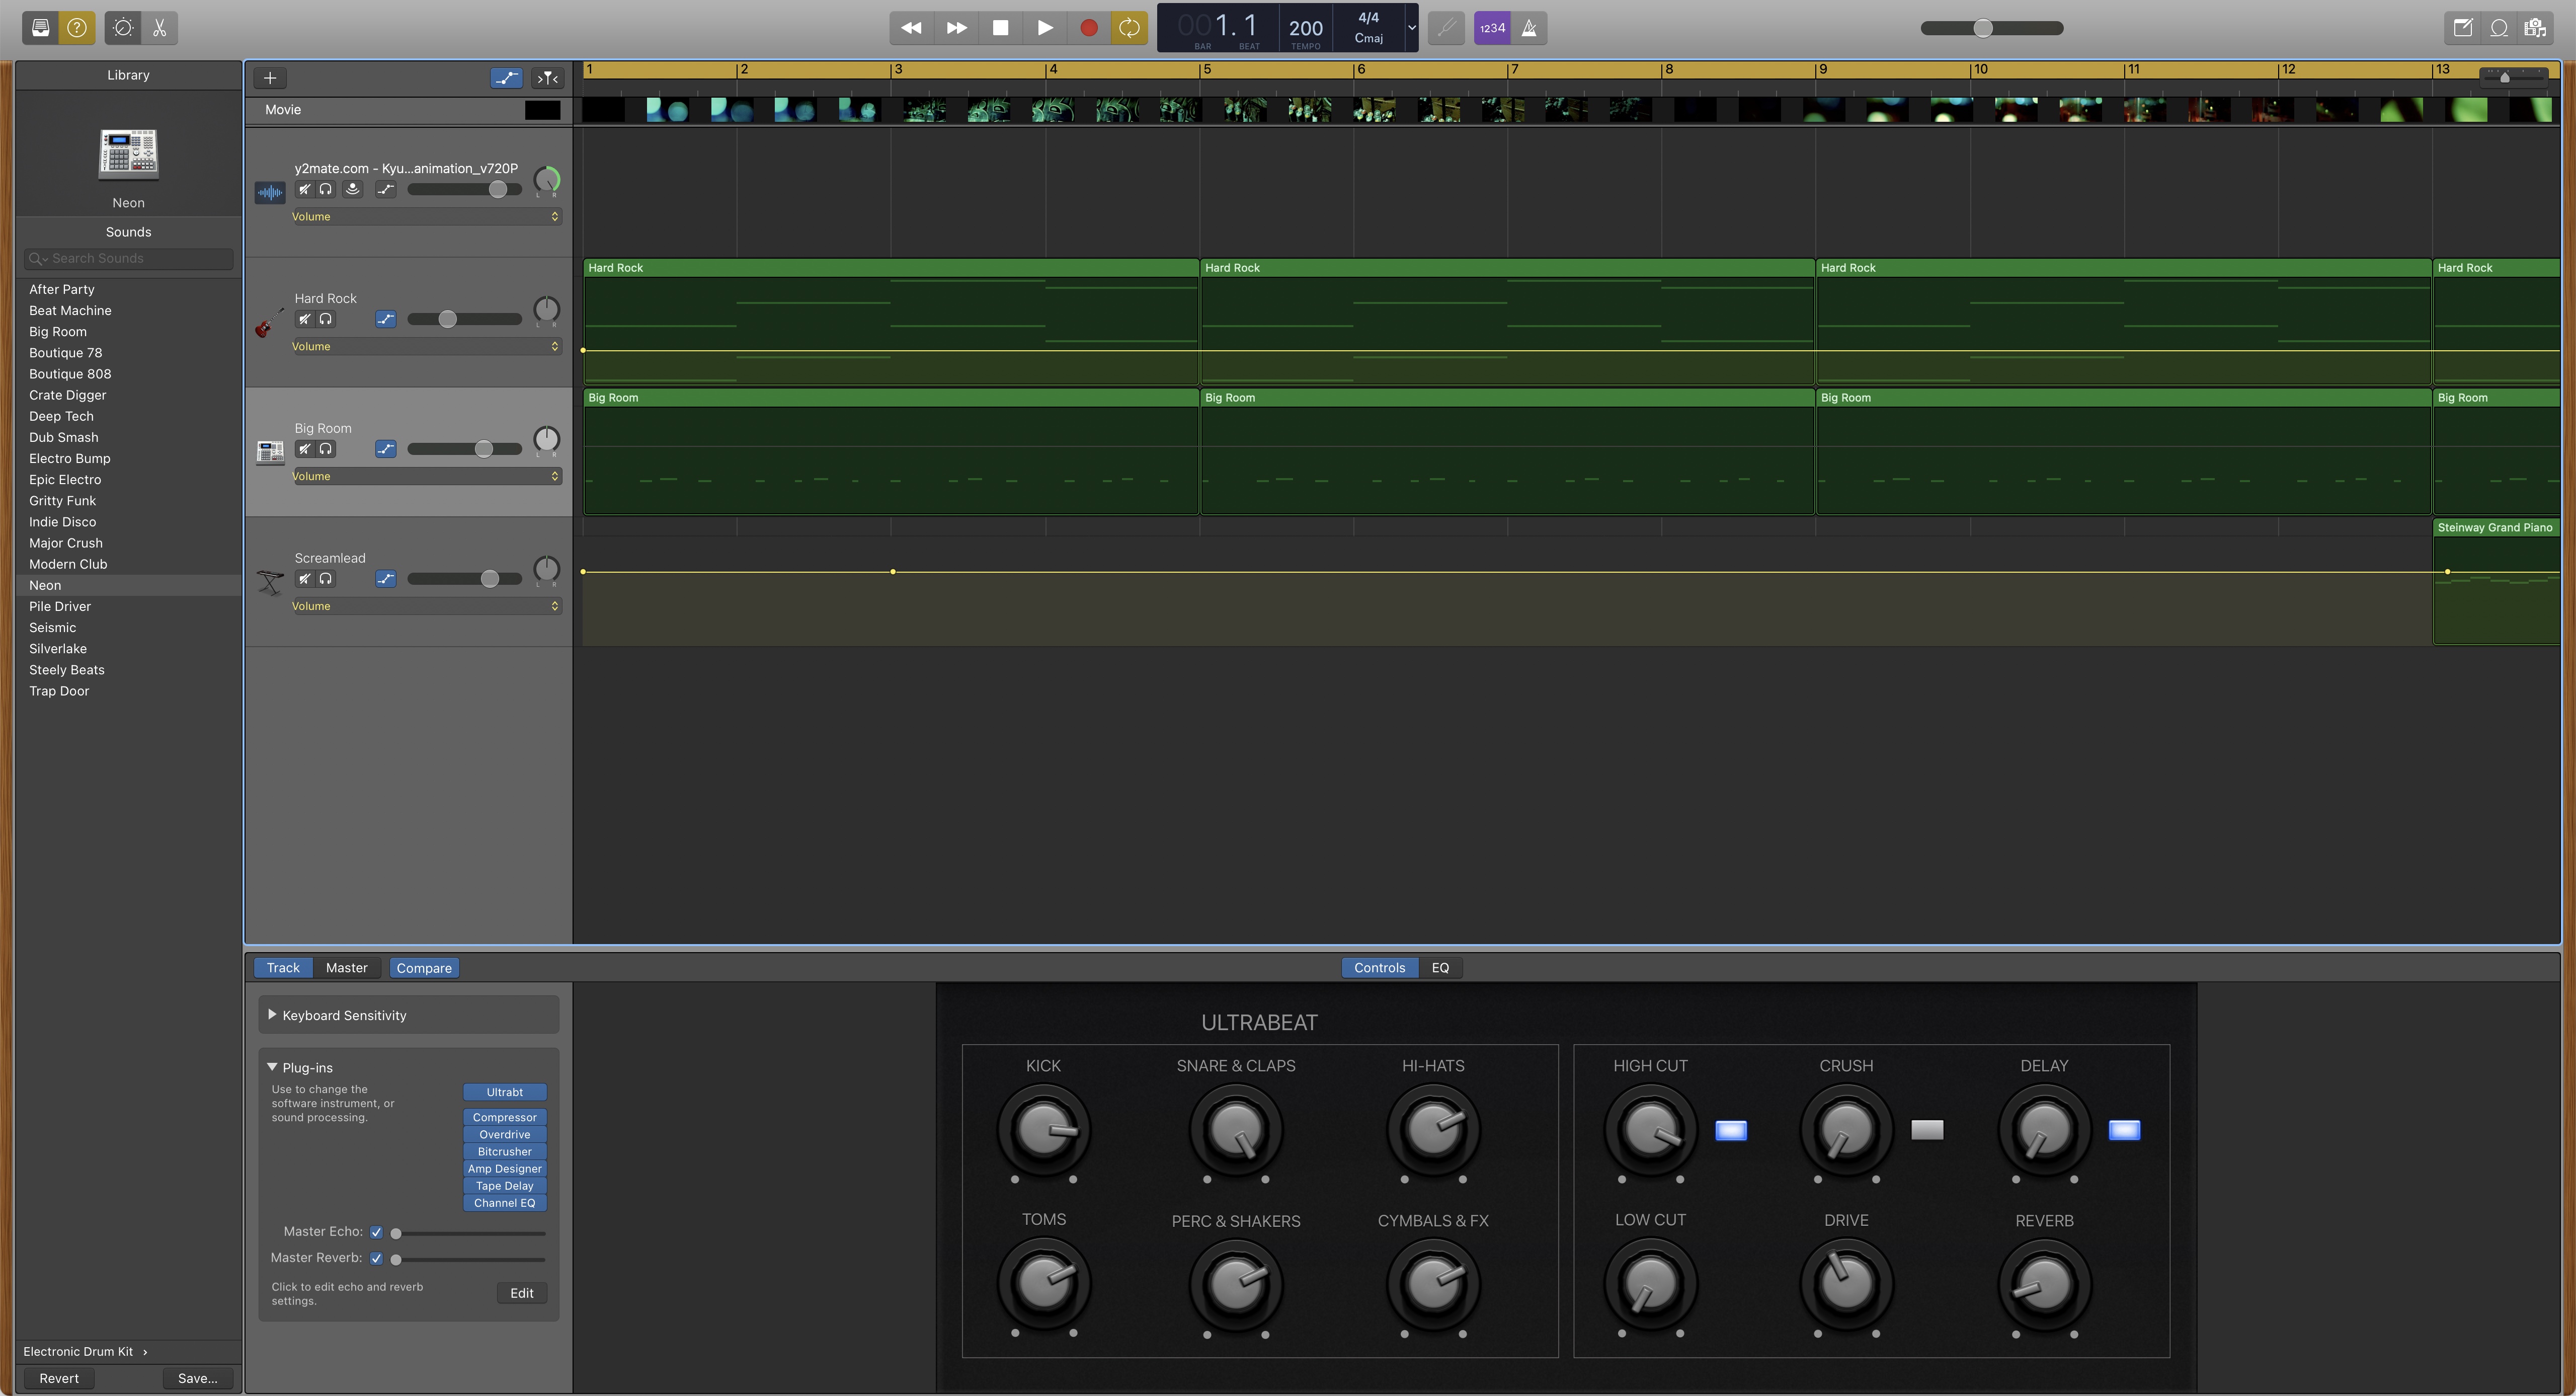 001.1
BAR BEAT
200
TEMPO
4/4
Cmaj
1234
Library
Neon
Sounds
Search Sounds
After Party
Beat Machine
Big Room
Boutique 78
Boutique 808
Crate Digger
Deep Tech
Dub Smash
Electro Bump
Epic Electro
Gritty Funk
Indie Disco
Major Crush
Modern Club
Neon
Pile Driver
Seismic
Silverlake
Steely Beats
Trap Door
Electronic Drum Kit
Revert Save...
1 2 3 4 5 6 7 8 9 10 11 12 13
Movie
y2mate.com - Kyu...animation_v720P
L R
Volume
Hard Rock
L R
Volume
Hard Rock Hard Rock Hard Rock Hard Rock
Big Room
L R
Volume
Big Room Big Room Big Room Big Room
Screamlead
L R
Volume
Steinway Grand Piano
Track Master Compare
Controls EQ
Keyboard Sensitivity
Plug-ins
Use to change the
software instrument, or
sound processing.
Ultrabt
Compressor
Overdrive
Bitcrusher
Amp Designer
Tape Delay
Channel EQ
Master Echo:
Master Reverb:
Click to edit echo and reverb
settings.
Edit
ULTRABEAT
KICK SNARE & CLAPS HI-HATS HIGH CUT CRUSH DELAY
TOMS PERC & SHAKERS CYMBALS & FX LOW CUT DRIVE REVERB